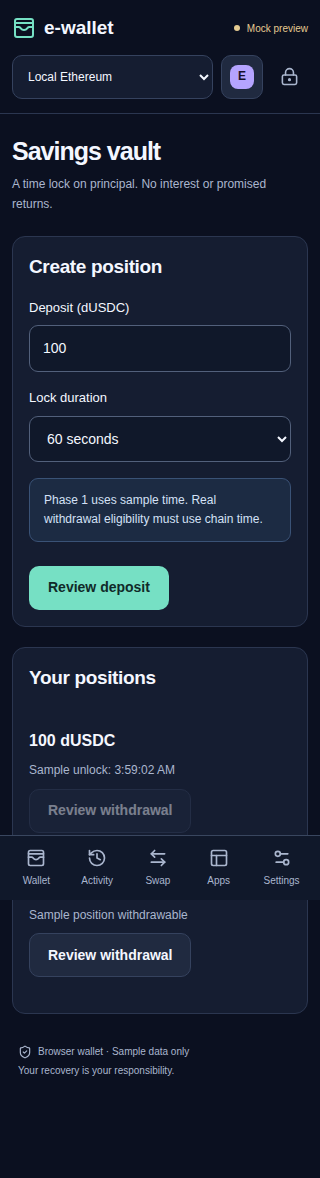 e-wallet
Mock preview
Local Ethereum
E
Savings vault
A time lock on principal. No interest or promised
returns.
Create position
Deposit (dUSDC)
100
Lock duration
60 seconds
Phase 1 uses sample time. Real
withdrawal eligibility must use chain time.
Review deposit
Your positions
100 dUSDC
Sample unlock: 3:59:02 AM
Review withdrawal
Wallet
Activity
Swap
Apps
Settings
Sample position withdrawable
Review withdrawal
Browser wallet · Sample data only
Your recovery is your responsibility.